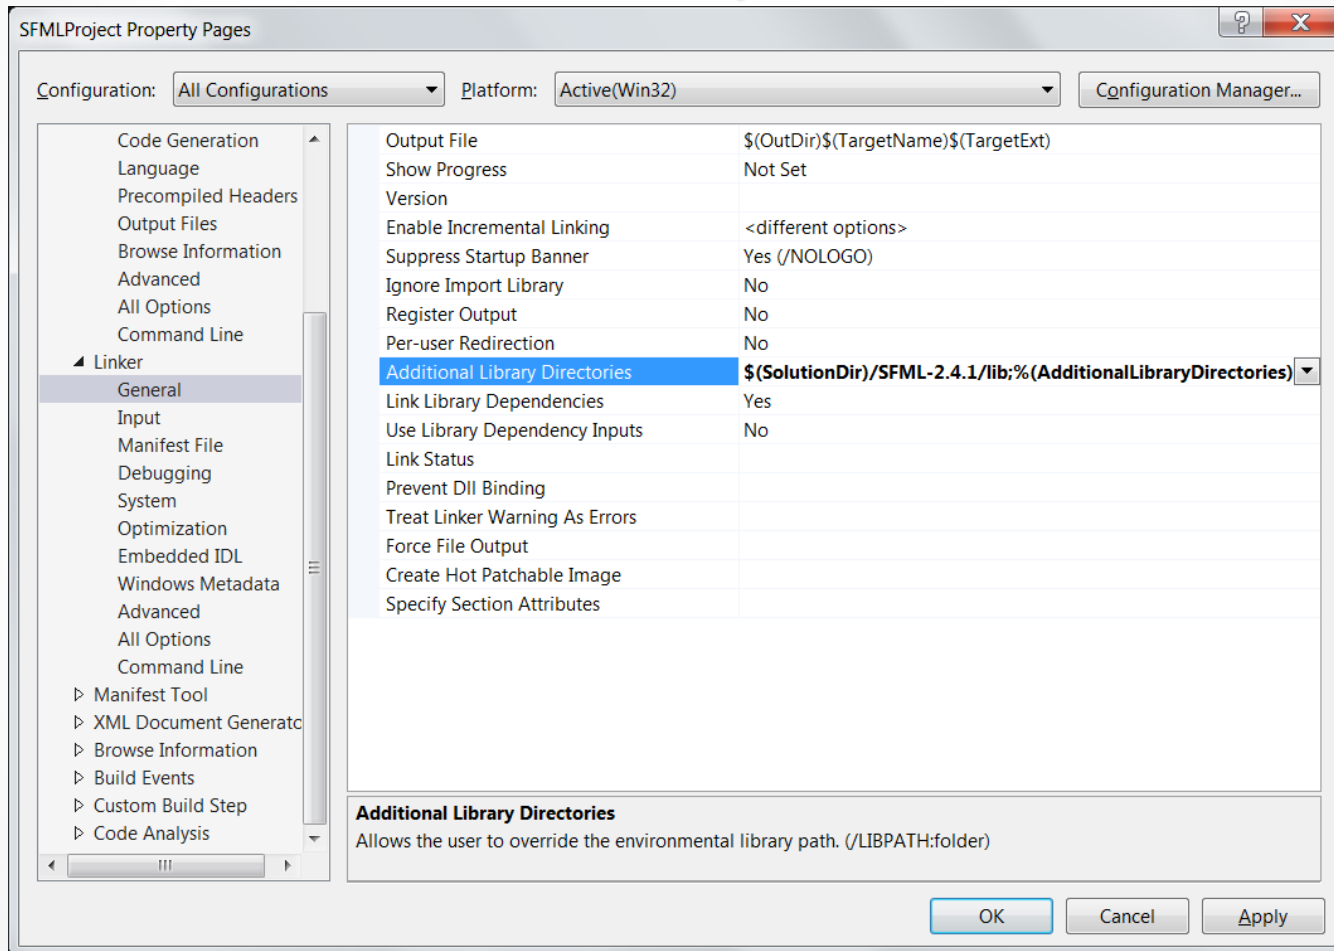 SFMLProject Property Pages
Configuration: All Configurations Platform: Active(Win32) Configuration Manager...
Code Generation
Language
Precompiled Headers
Output Files
Browse Information
Advanced
All Options
Command Line
Linker
General
Input
Manifest File
Debugging
System
Optimization
Embedded IDL
Windows Metadata
Advanced
All Options
Command Line
Manifest Tool
XML Document Generato
Browse Information
Build Events
Custom Build Step
Code Analysis
Output File $(OutDir)$(TargetName)$(TargetExt)
Show Progress Not Set
Version
Enable Incremental Linking <different options>
Suppress Startup Banner Yes (/NOLOGO)
Ignore Import Library No
Register Output No
Per-user Redirection No
Additional Library Directories $(SolutionDir)/SFML-2.4.1/lib;%(AdditionalLibraryDirectories)
Link Library Dependencies Yes
Use Library Dependency Inputs No
Link Status
Prevent Dll Binding
Treat Linker Warning As Errors
Force File Output
Create Hot Patchable Image
Specify Section Attributes
Additional Library Directories
Allows the user to override the environmental library path. (/LIBPATH:folder)
OK Cancel Apply